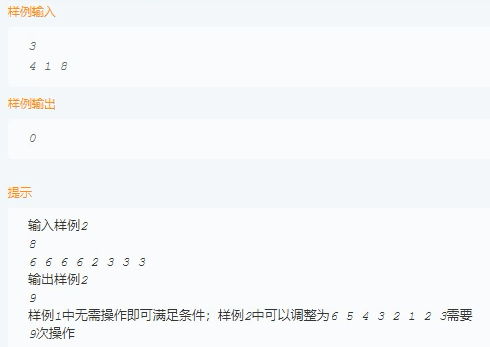 样例输入
3
4 1 8
样例输出
0
提示
输入样例2
8
6 6 6 6 2 3 3 3
输出样例2
9
样例1中无需操作即可满足条件；样例2中可以调整为6 5 4 3 2 1 2 3需要
9次操作